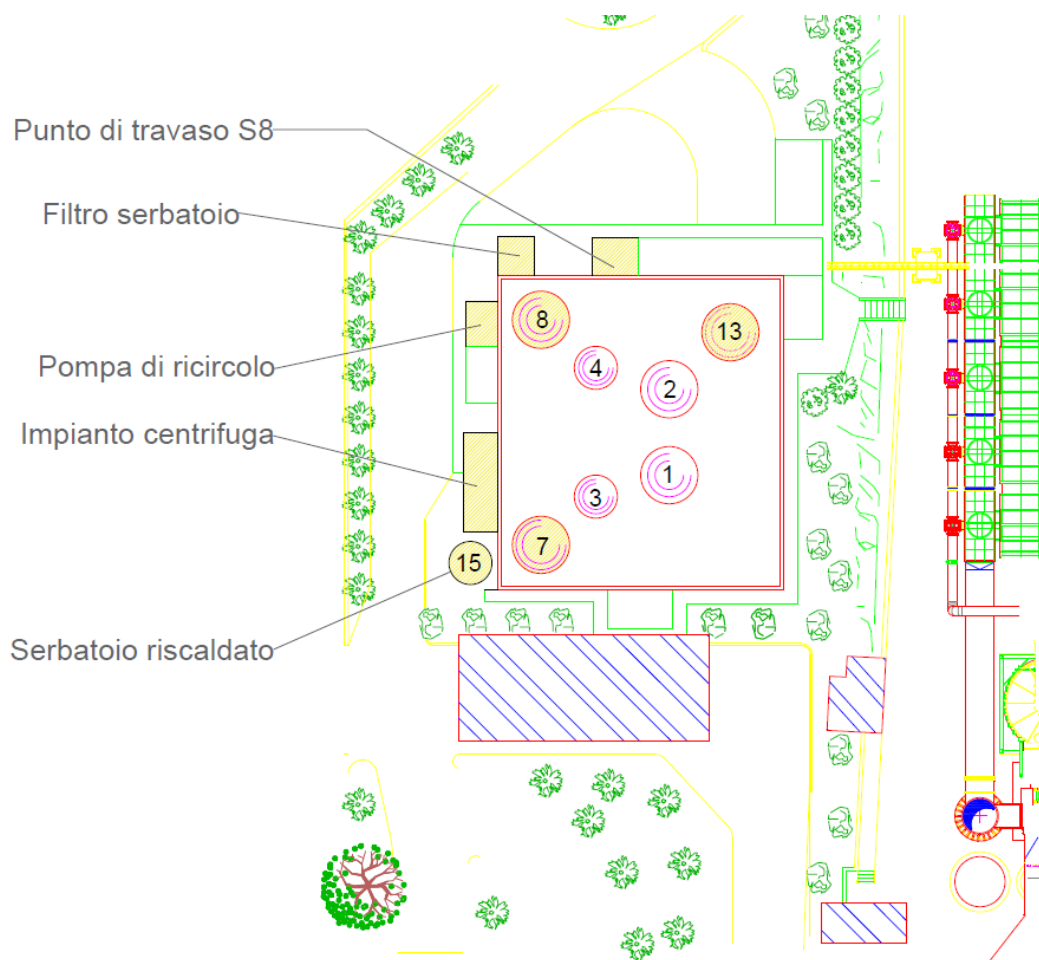 Punto di travaso S8
Filtro serbatoio
8
13
Pompa di ricircolo
4
2
Impianto centrifuga
1
3
7
15
Serbatoio riscaldato